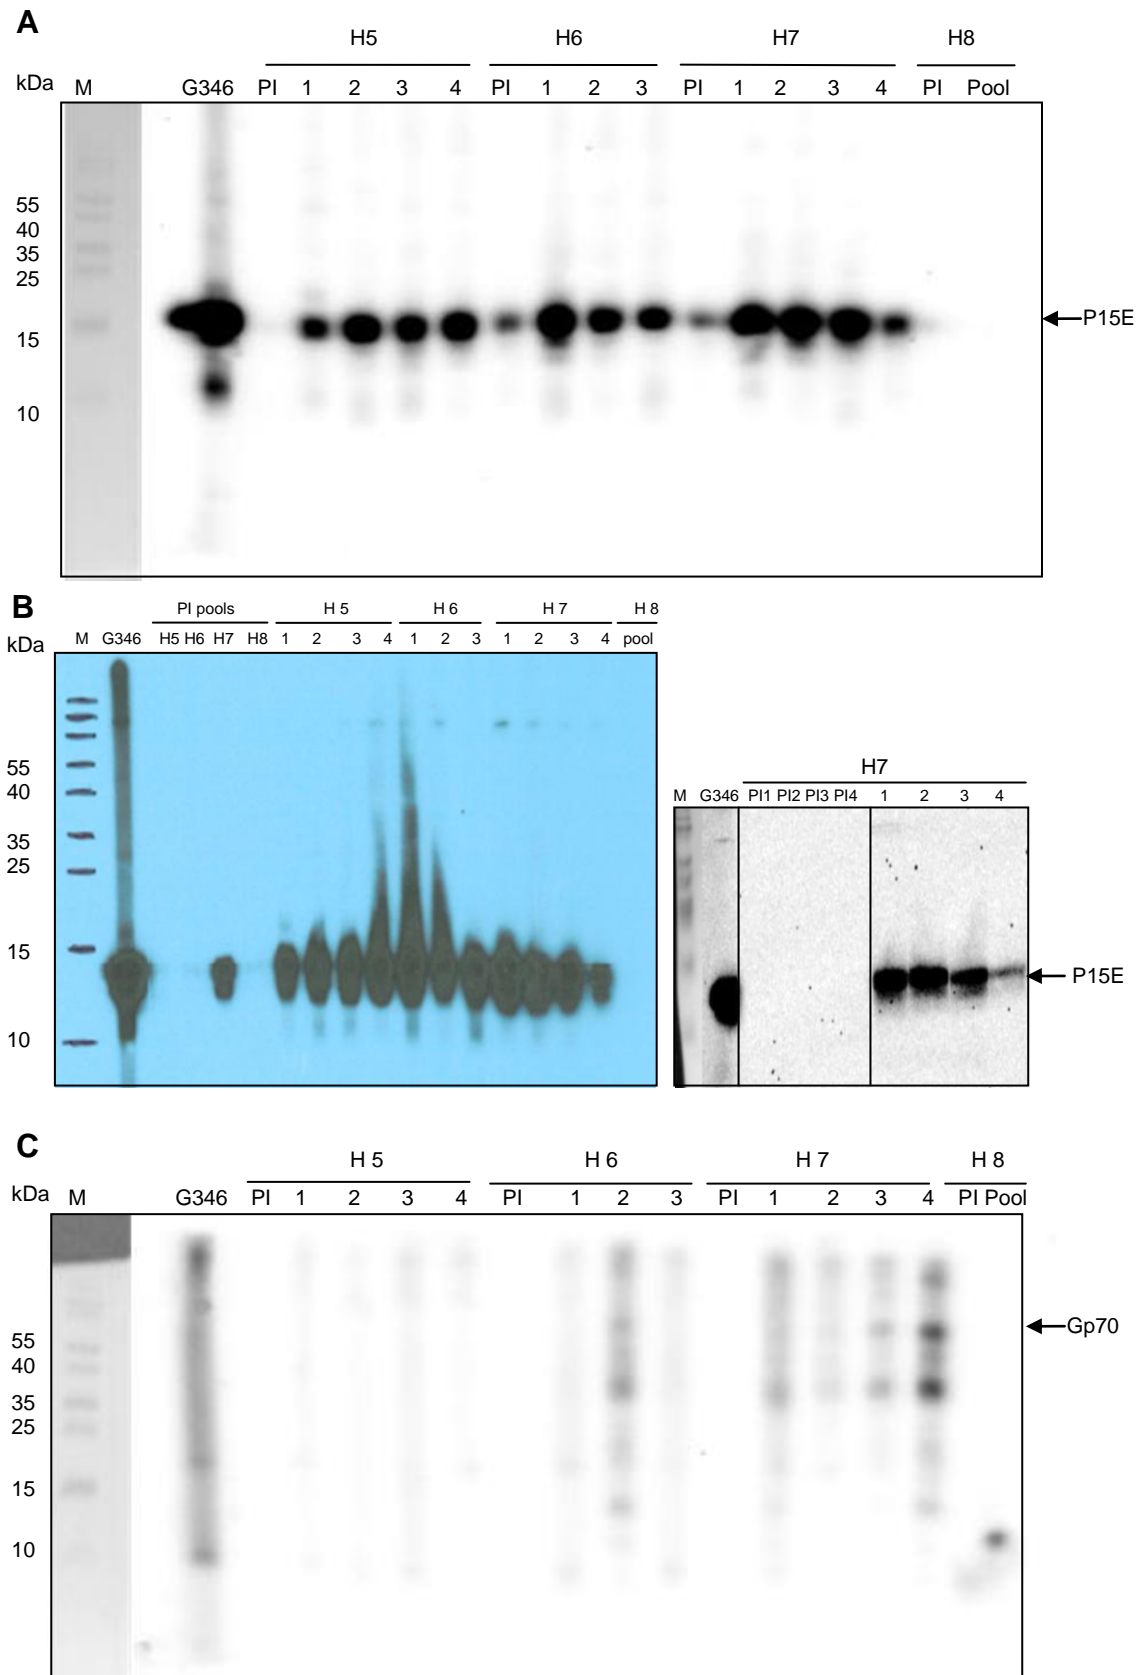 A
H5 H6 H7 H8
kDa M G346 PI 1 2 3 4 PI 1 2 3 PI 1 2 3 4 PI Pool
55
40
35
25
P15E
15
10
B
PI pools H 5 H 6 H 7 H 8
kDa M G346 H5 H6 H7 H8 1 2 3 4 1 2 3 1 2 3 4 pool
55
40
35
25
15
10
H7
M G346 PI1 PI2 PI3 PI4 1 2 3 4
P15E
C
H 5 H 6 H 7 H 8
kDa M G346 PI 1 2 3 4 PI 1 2 3 PI 1 2 3 4 PI Pool
Gp70
55
40
35
25
15
10